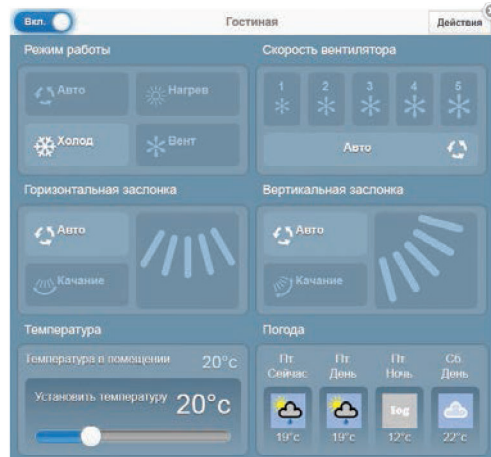 Вкл.
Гостиная
Действия
Режим работы
Авто
Нагрев
Холод
Вент
Скорость вентилятора
1 2 3 4 5
Авто
Горизонтальная заслонка
Авто
Качание
Вертикальная заслонка
Авто
Качание
Температура
Температура в помещении 20°c
Установить температуру 20°c
Погода
Пт Пт Пт Сб
Сейчас День Ночь День
fog
19°c 19°c 12°c 22°c